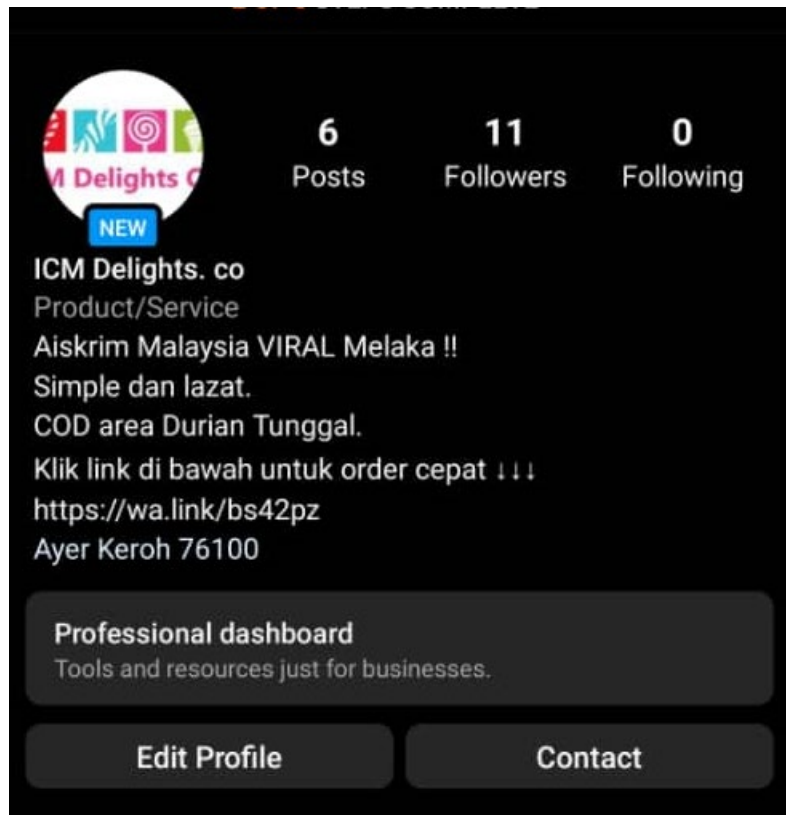 6 11 0
Posts Followers Following
M Delights
NEW
ICM Delights. co
Product/Service
Aiskrim Malaysia VIRAL Melaka !!
Simple dan lazat.
COD area Durian Tunggal.
Klik link di bawah untuk order cepat ↓↓↓
https://wa.link/bs42pz
Ayer Keroh 76100
Professional dashboard
Tools and resources just for businesses.
Edit Profile Contact